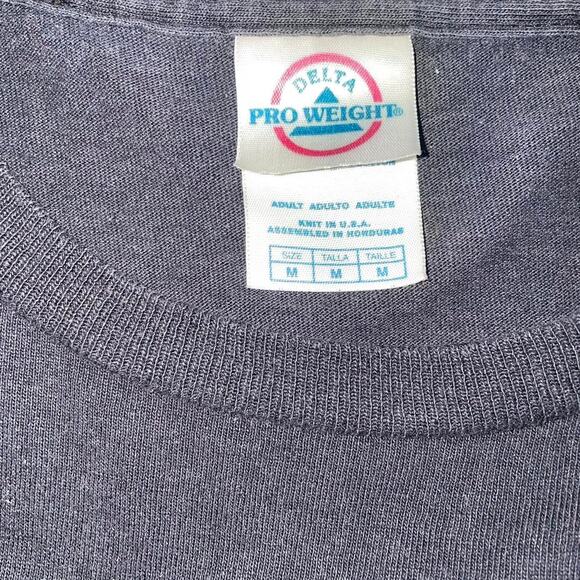 DELTA
PRO WEIGHT®
ADULT ADULTO ADULTE
KNIT IN U.S.A.
ASSEMBLED IN HONDURAS
SIZE TALLA TAILLE
M M M